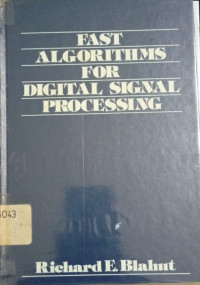 FAST
ALGORITHMS
FOR
DIGITAL SIGNAL
PROCESSING
Richard E. Blahut